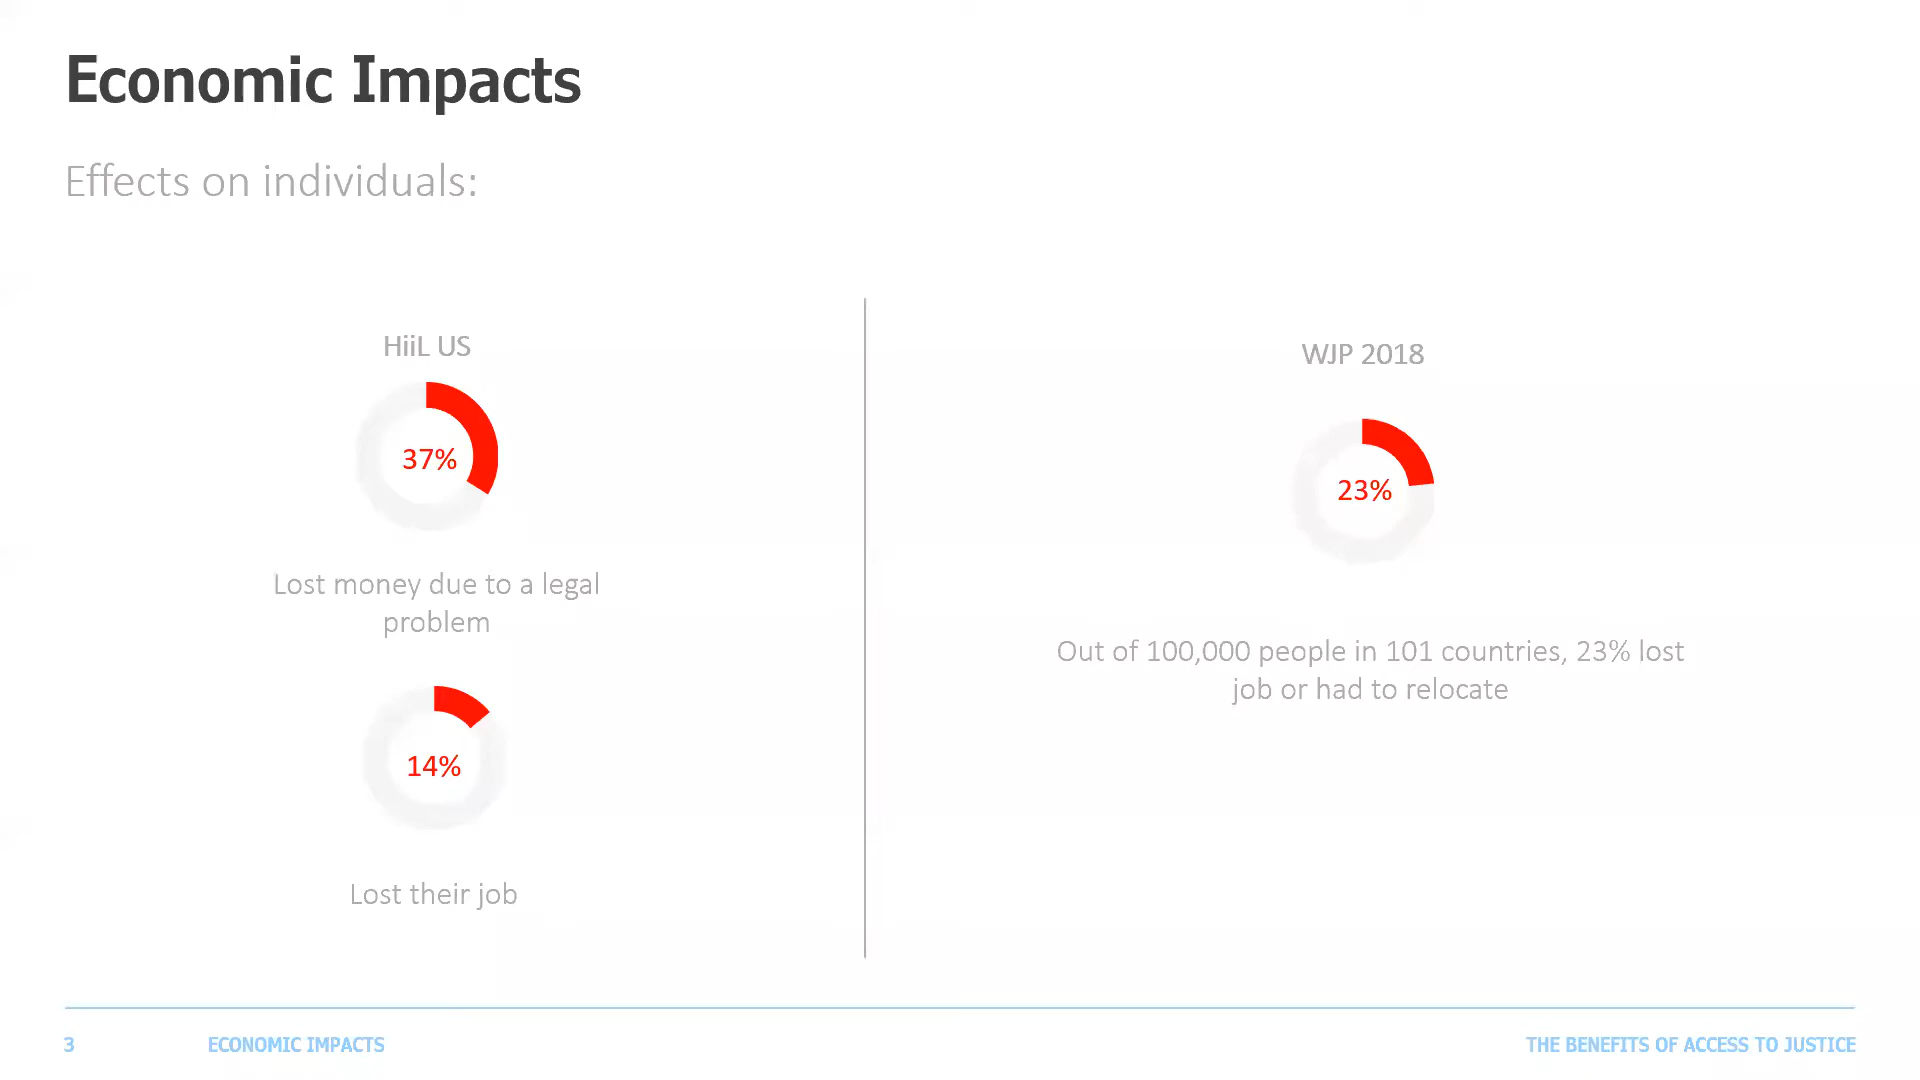 Economic Impacts
Effects on individuals:
HiiL US
37%
Lost money due to a legal
problem
14%
Lost their job
WJP 2018
23%
Out of 100,000 people in 101 countries, 23% lost
job or had to relocate
3
ECONOMIC IMPACTS
THE BENEFITS OF ACCESS TO JUSTICE